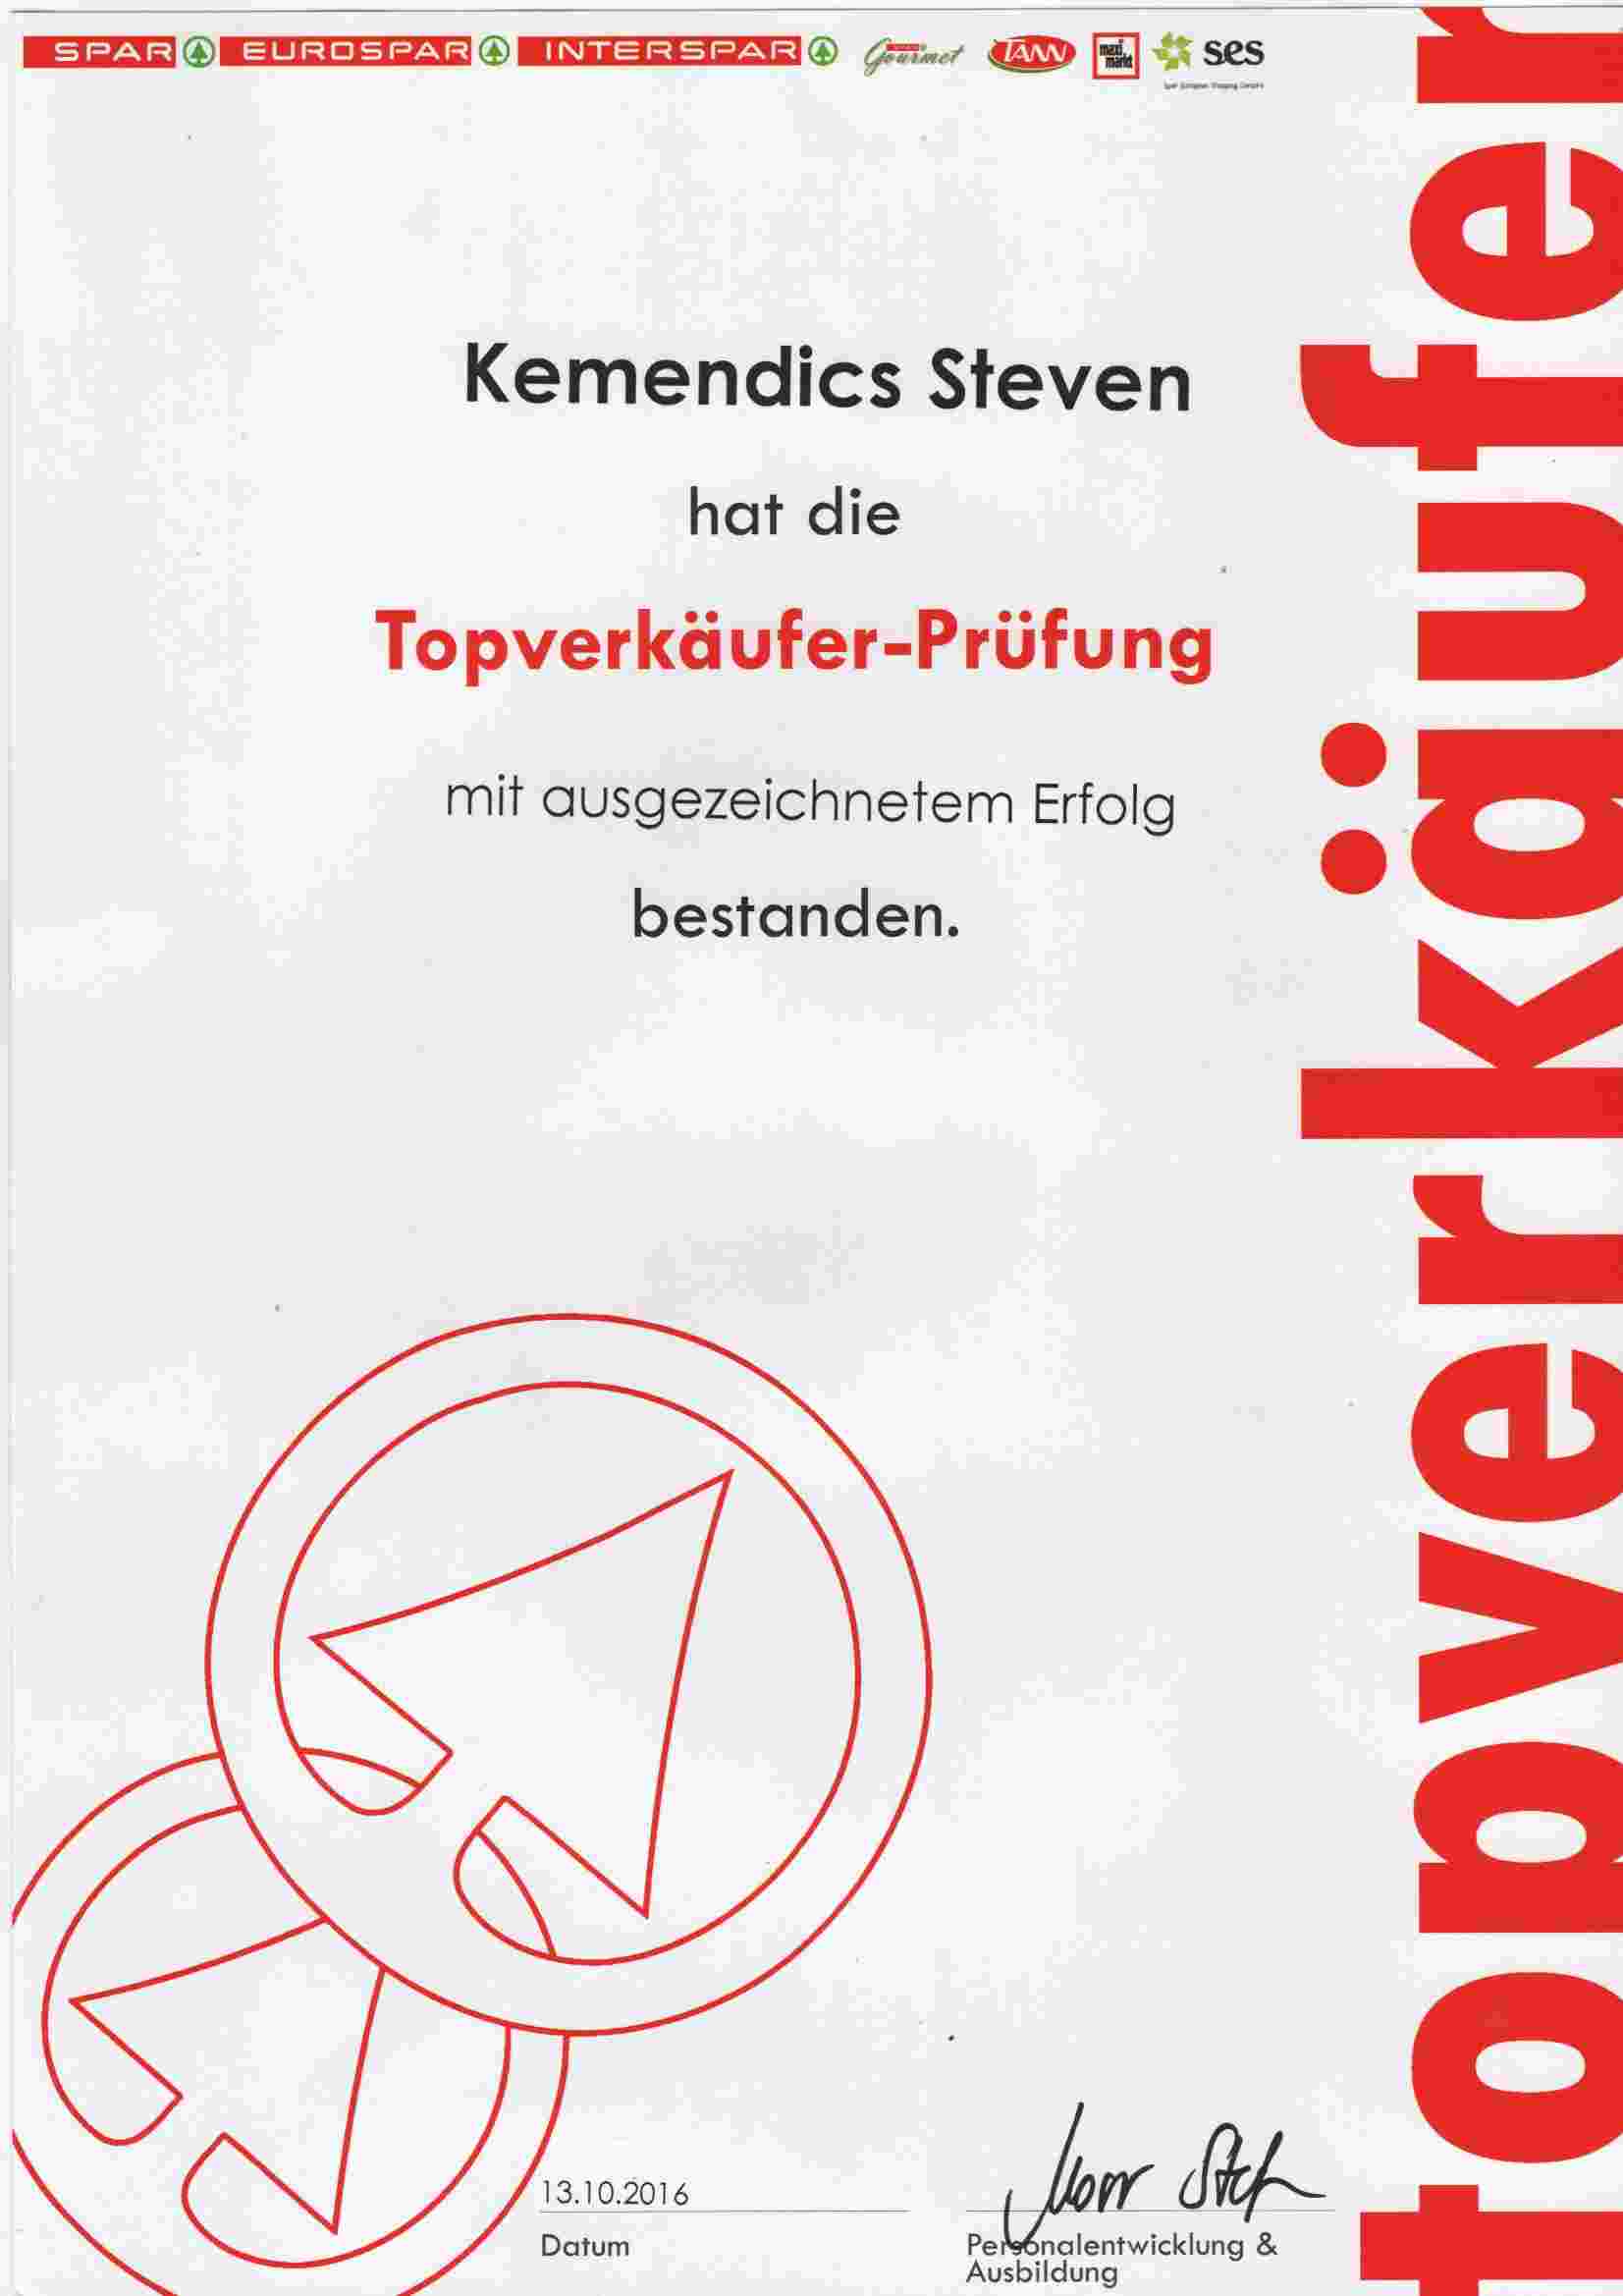 SPAR EUROSPAR INTERSPAR Gourmet TANN maxi markt ses
Kemendics Steven
hat die
Topverkäufer-Prüfung
mit ausgezeichnetem Erfolg
bestanden.
topverkäufer
13.10.2016
Datum
Personalentwicklung &
Ausbildung